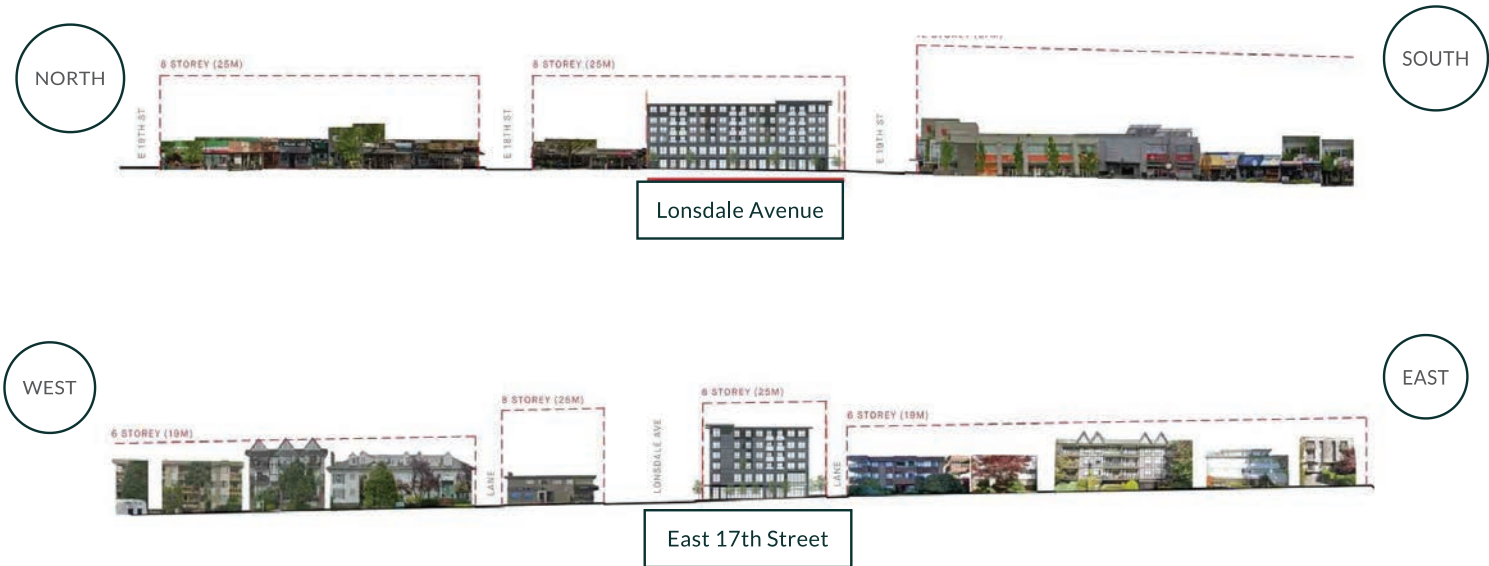 NORTH
8 STOREY (25M)
8 STOREY (25M)
SOUTH
E 19TH ST
E 18TH ST
E 19TH ST
Lonsdale Avenue
WEST
6 STOREY (19M)
8 STOREY (25M)
8 STOREY (25M)
6 STOREY (19M)
EAST
LANE
LONSDALE AVE
LANE
East 17th Street